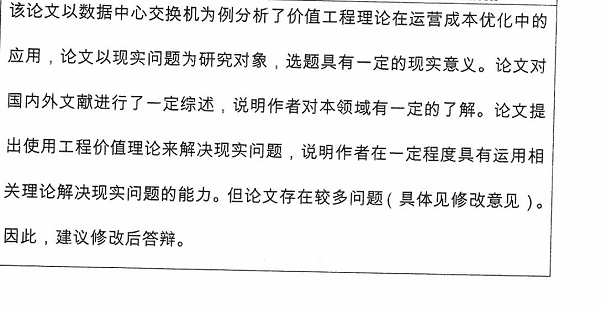 该论文以数据中心交换机为例分析了价值工程理论在运营成本优化中的
应用，论文以现实问题为研究对象，选题具有一定的现实意义。论文对
国内外文献进行了一定综述，说明作者对本领域有一定的了解。论文提
出使用工程价值理论来解决现实问题，说明作者在一定程度具有运用相
关理论解决现实问题的能力。但论文存在较多问题（具体见修改意见）。
因此，建议修改后答辩。